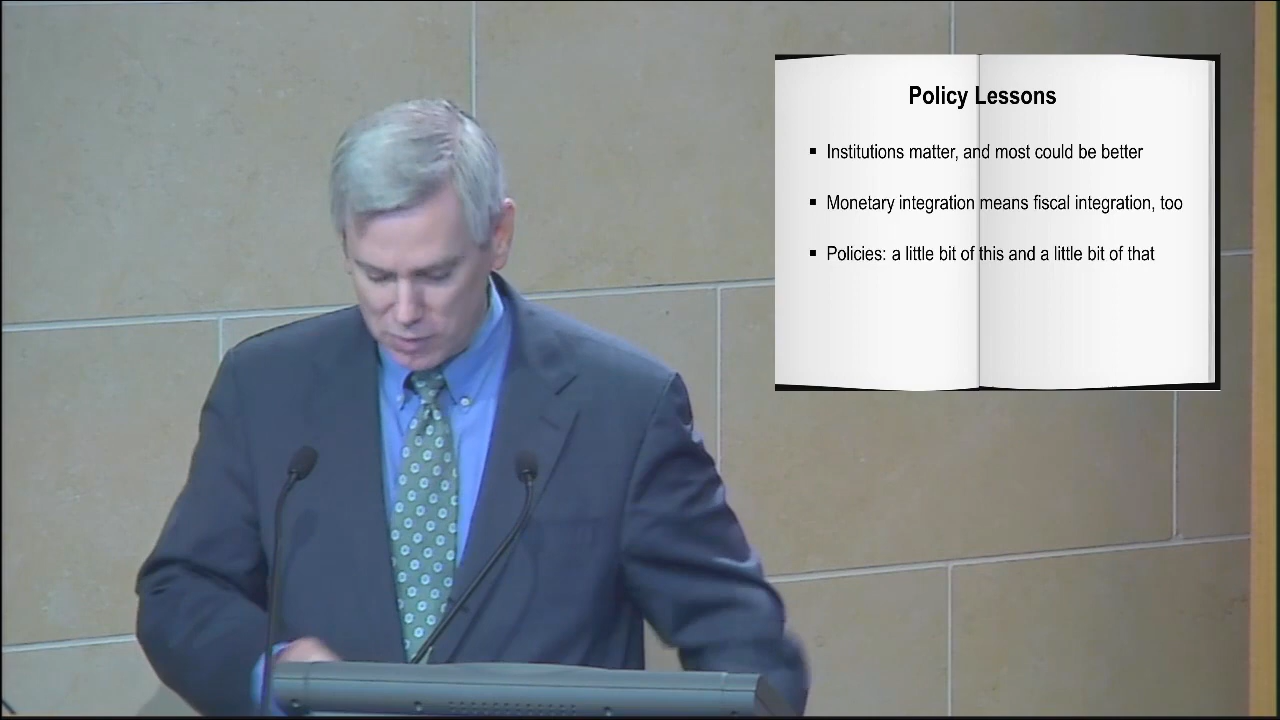 Policy Lessons
▪ Institutions matter, and most could be better
▪ Monetary integration means fiscal integration, too
▪ Policies: a little bit of this and a little bit of that